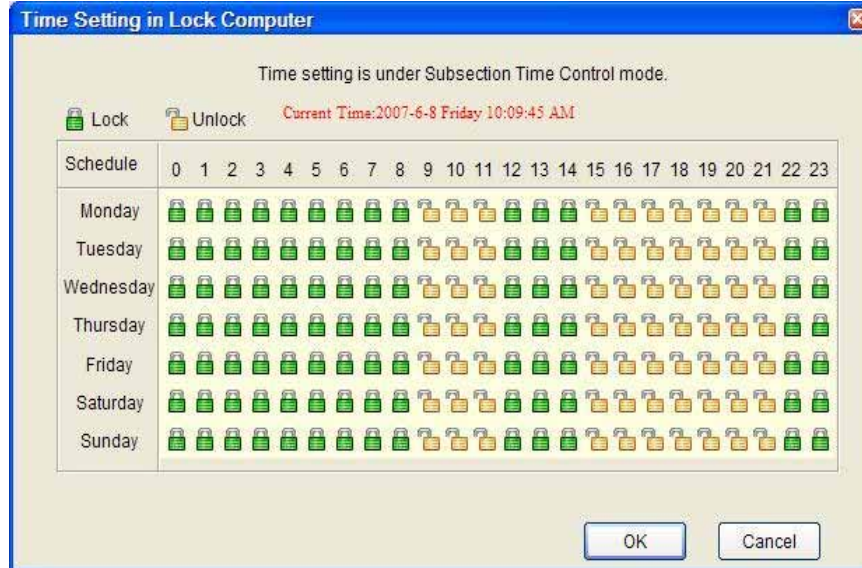 Time Setting in Lock Computer
Time setting is under Subsection Time Control mode.
Lock Unlock Current Time:2007-6-8 Friday 10:09:45 AM
Schedule 0 1 2 3 4 5 6 7 8 9 10 11 12 13 14 15 16 17 18 19 20 21 22 23
Monday
Tuesday
Wednesday
Thursday
Friday
Saturday
Sunday
OK Cancel